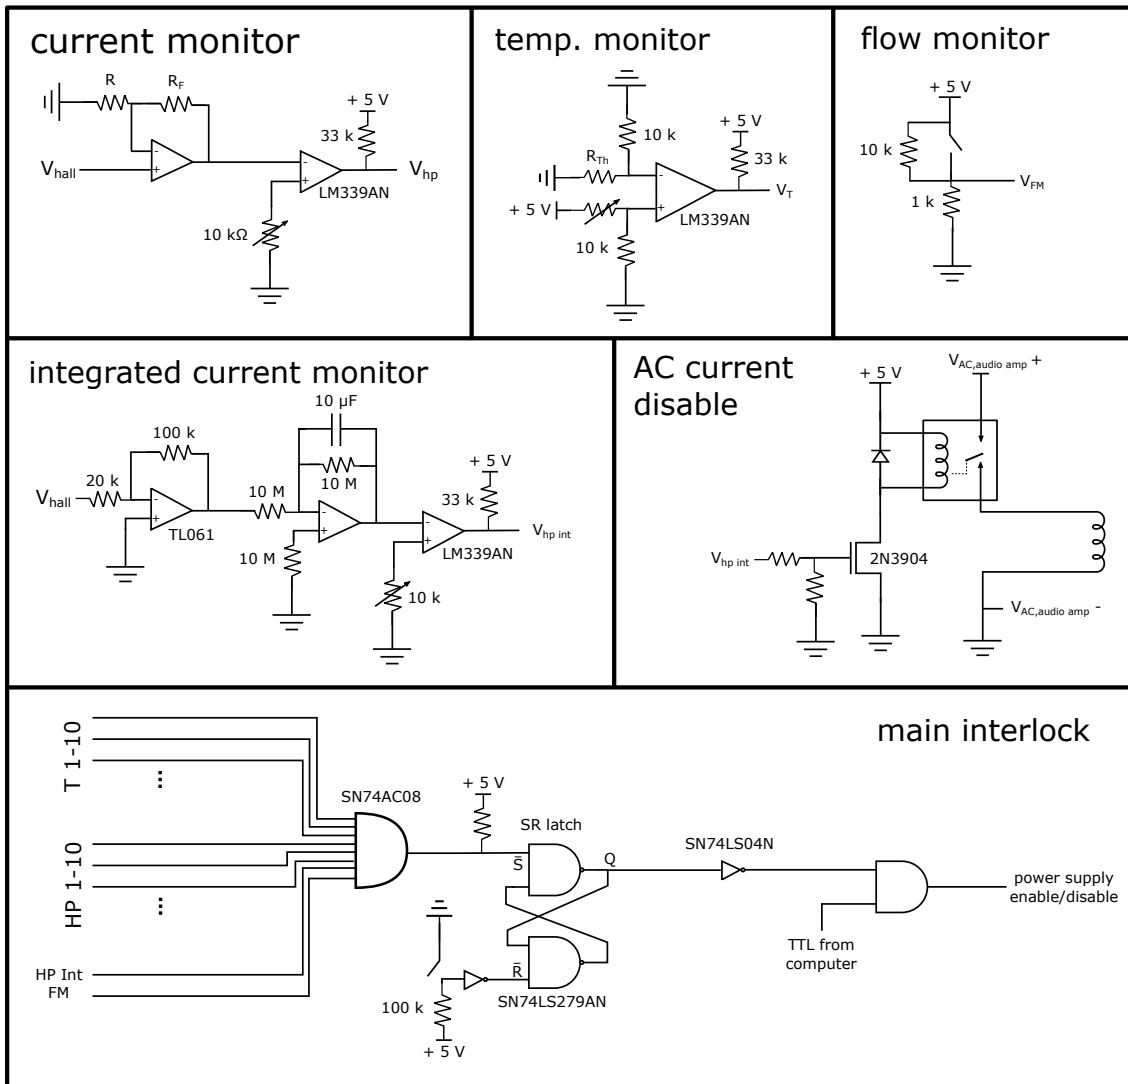 current monitor
R
R_F
+ 5 V
33 k
V_hall
-
+
-
+
V_hp
LM339AN
10 kΩ
temp. monitor
+ 5 V
10 k
33 k
R_Th
-
+
V_T
+ 5 V
LM339AN
10 k
flow monitor
+ 5 V
10 k
V_FM
1 k
integrated current monitor
10 µF
100 k
+ 5 V
20 k
10 M
10 M
33 k
V_hall
-
+
-
+
-
+
V_hp int
TL061
LM339AN
10 M
10 k
AC current
disable
V_AC,audio amp +
+ 5 V
V_hp int
2N3904
V_AC,audio amp -
main interlock
T 1-10
...
HP 1-10
...
HP Int
FM
SN74AC08
+ 5 V
SR latch
S̄
Q
SN74LS04N
power supply
enable/disable
TTL from
computer
R̄
SN74LS279AN
100 k
+ 5 V